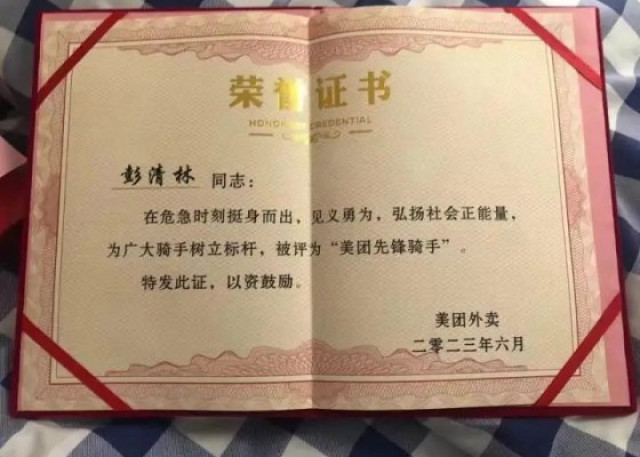 荣誉证书
HONOR CREDENTIAL
彭清林 同志：
在危急时刻挺身而出，见义勇为，弘扬社会正能量，
为广大骑手树立标杆，被评为“美团先锋骑手”。
特发此证，以资鼓励。
美团外卖
二零二三年六月